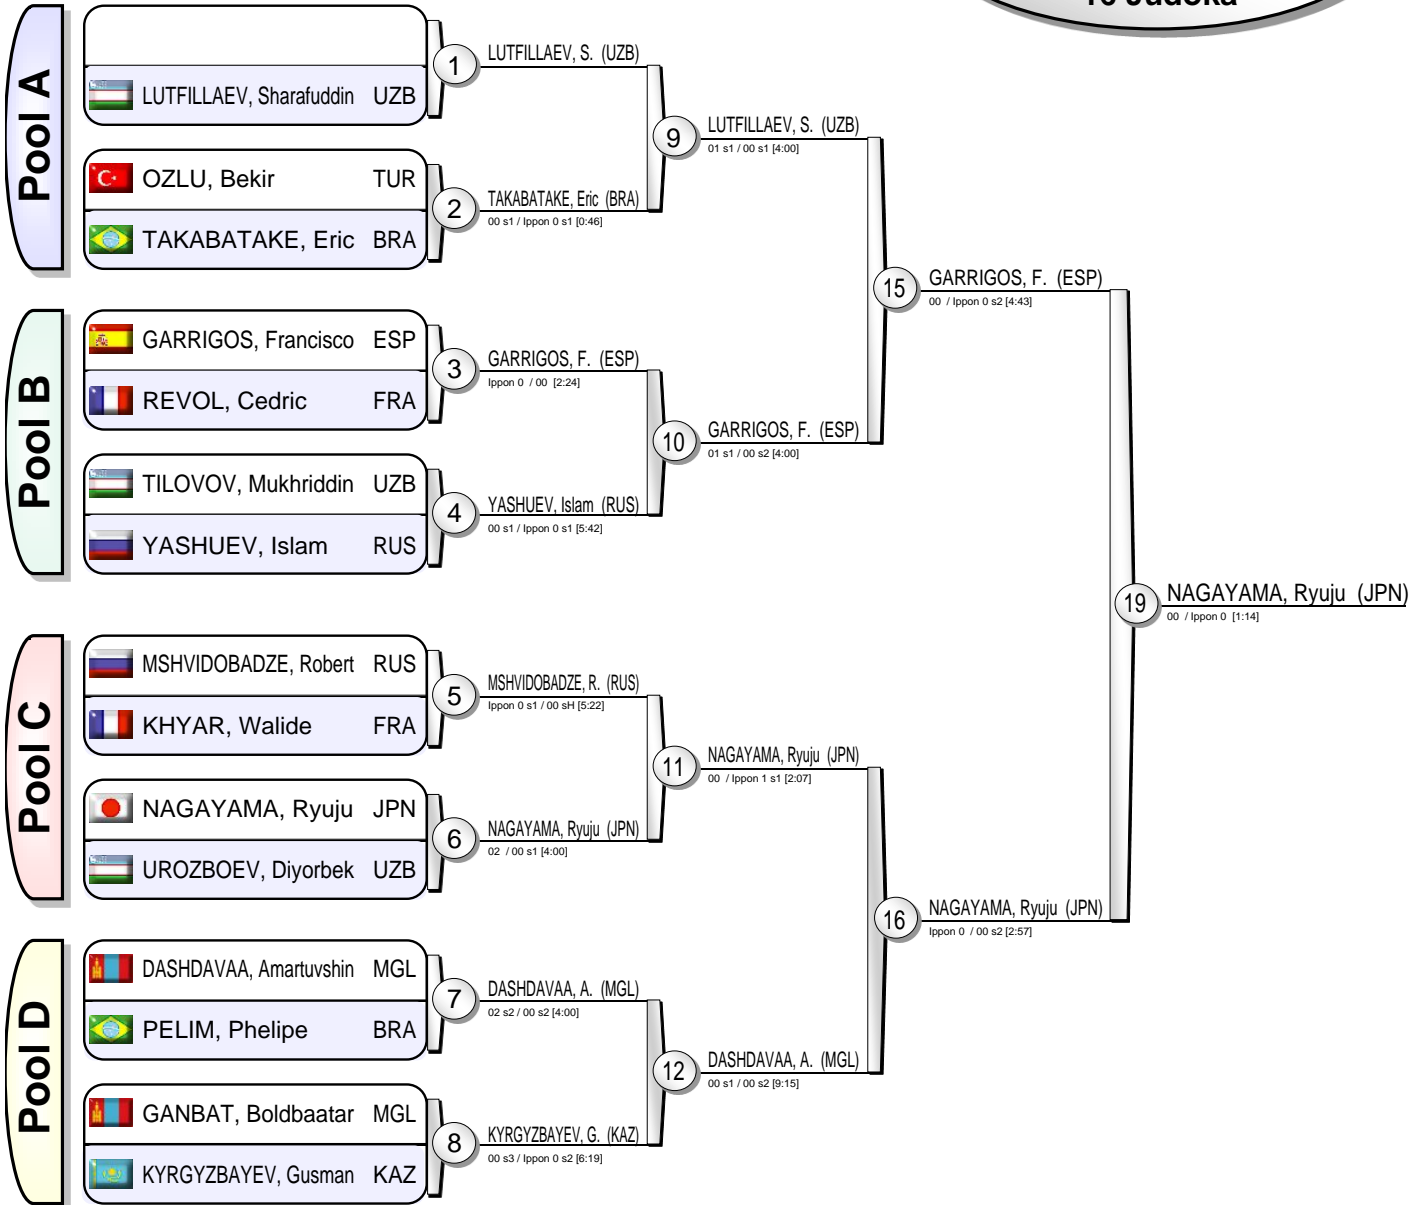 Pool A
LUTFILLAEV, Sharafuddin UZB
OZLU, Bekir TUR
TAKABATAKE, Eric BRA
1
LUTFILLAEV, S. (UZB)
2
TAKABATAKE, Eric (BRA)
00 s1 / Ippon 0 s1 [0:46]
9
LUTFILLAEV, S. (UZB)
01 s1 / 00 s1 [4:00]
Pool B
GARRIGOS, Francisco ESP
REVOL, Cedric FRA
TILOVOV, Mukhriddin UZB
YASHUEV, Islam RUS
3
GARRIGOS, F. (ESP)
Ippon 0 / 00 [2:24]
4
YASHUEV, Islam (RUS)
00 s1 / Ippon 0 s1 [5:42]
10
GARRIGOS, F. (ESP)
01 s1 / 00 s2 [4:00]
15
GARRIGOS, F. (ESP)
00 / Ippon 0 s2 [4:43]
Pool C
MSHVIDOBADZE, Robert RUS
KHYAR, Walide FRA
NAGAYAMA, Ryuju JPN
UROZBOEV, Diyorbek UZB
5
MSHVIDOBADZE, R. (RUS)
Ippon 0 s1 / 00 sH [5:22]
6
NAGAYAMA, Ryuju (JPN)
02 / 00 s1 [4:00]
11
NAGAYAMA, Ryuju (JPN)
00 / Ippon 1 s1 [2:07]
Pool D
DASHDAVAA, Amartuvshin MGL
PELIM, Phelipe BRA
GANBAT, Boldbaatar MGL
KYRGYZBAYEV, Gusman KAZ
7
DASHDAVAA, A. (MGL)
02 s2 / 00 s2 [4:00]
8
KYRGYZBAYEV, G. (KAZ)
00 s3 / Ippon 0 s2 [6:19]
12
DASHDAVAA, A. (MGL)
00 s1 / 00 s2 [9:15]
16
NAGAYAMA, Ryuju (JPN)
Ippon 0 / 00 s2 [2:57]
19
NAGAYAMA, Ryuju (JPN)
00 / Ippon 0 [1:14]